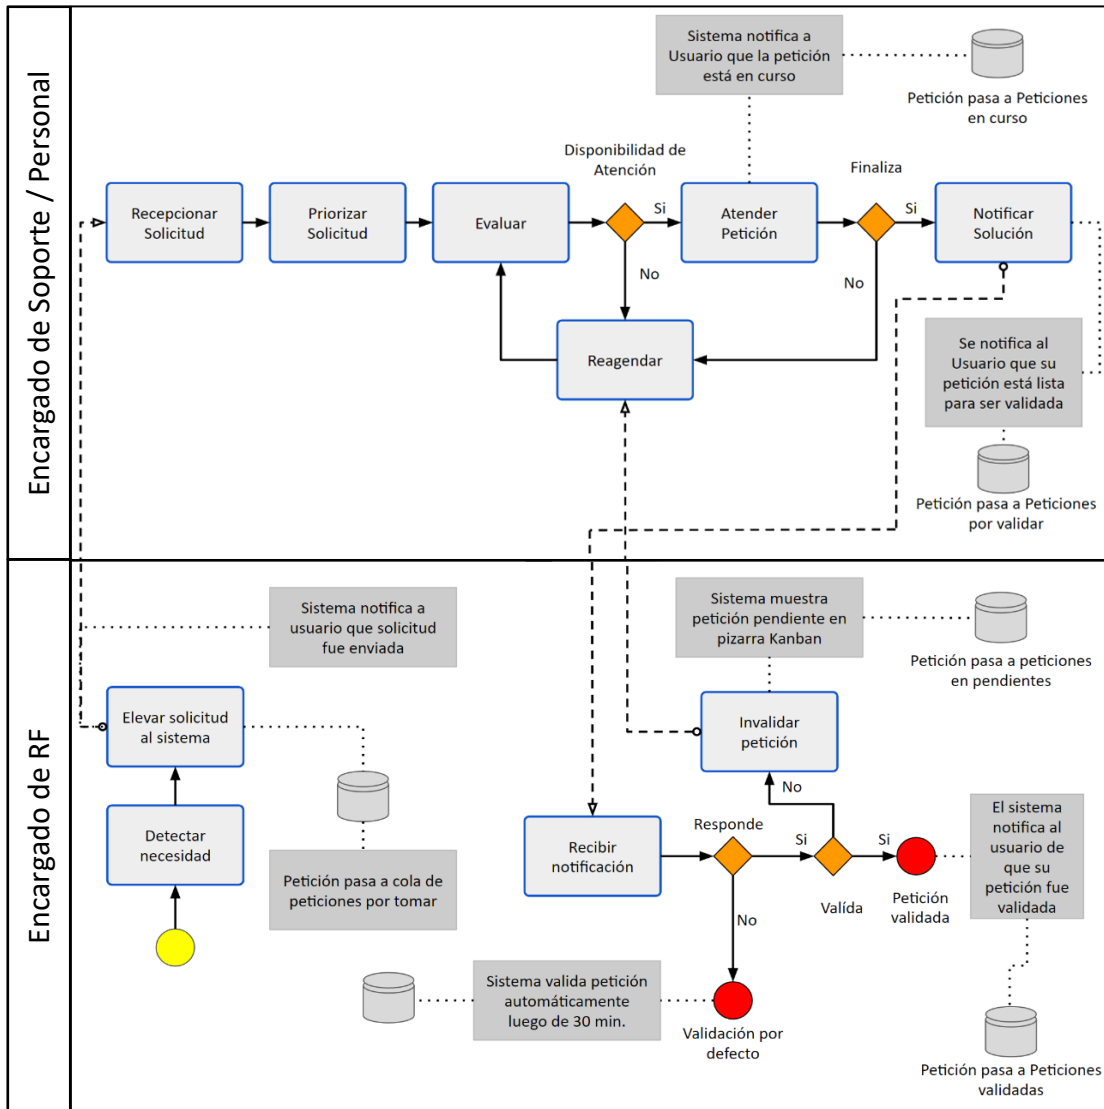 Encargado de Soporte / Personal
Sistema notifica a
Usuario que la petición
está en curso
Petición pasa a Peticiones
en curso
Disponibilidad de
Atención
Finaliza
Recepcionar
Solicitud
Priorizar
Solicitud
Evaluar
Si
Atender
Petición
Si
Notificar
Solución
No
No
Reagendar
Se notifica al
Usuario que su
petición está lista
para ser validada
Petición pasa a Peticiones
por validar
Encargado de RF
Sistema notifica a
usuario que solicitud
fue enviada
Sistema muestra
petición pendiente en
pizarra Kanban
Petición pasa a peticiones
en pendientes
Elevar solicitud
al sistema
Invalidar
petición
No
Detectar
necesidad
Petición pasa a cola de
peticiones por tomar
Recibir
notificación
Responde
Si
Valída
Si
Petición
validada
El sistema
notifica al
usuario de
que su
petición fue
validada
No
Sistema valida petición
automáticamente
luego de 30 min.
Validación por
defecto
Petición pasa a Peticiones
validadas